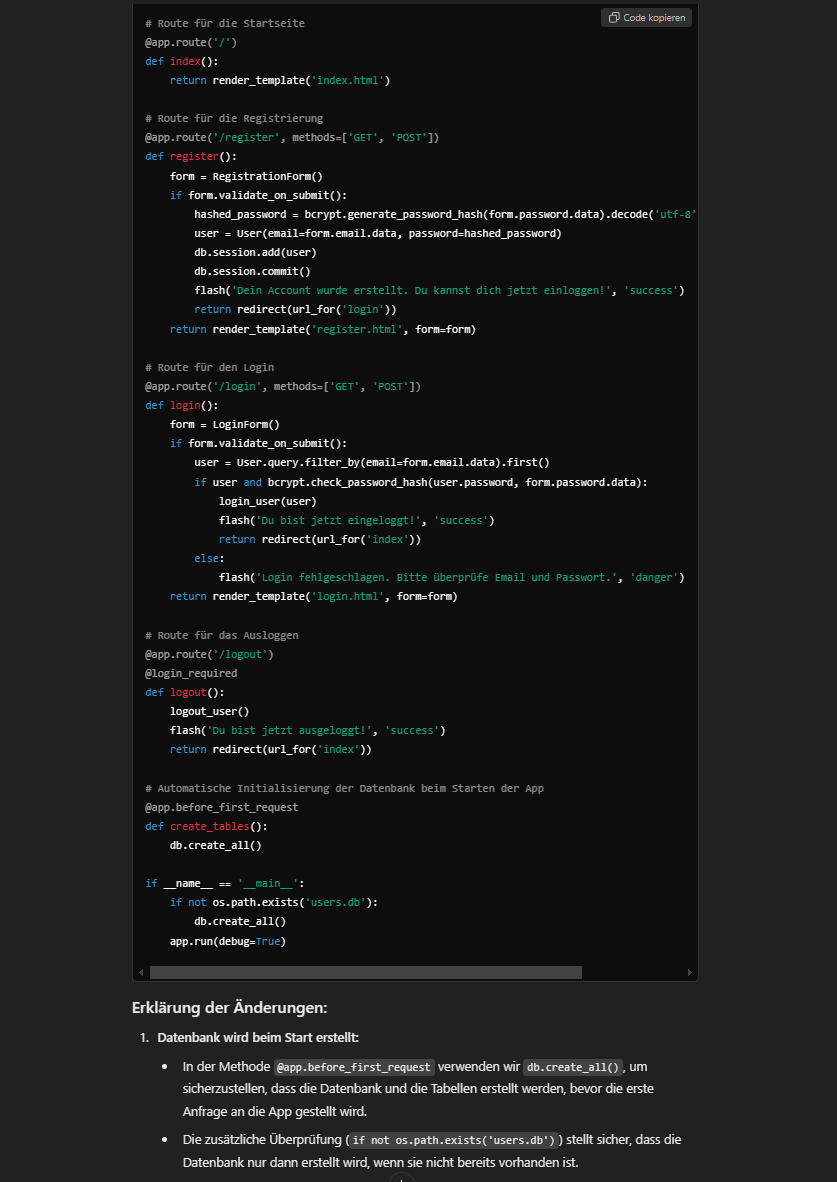 Code kopieren
# Route für die Startseite
@app.route('/')
def index():
    return render_template('index.html')

# Route für die Registrierung
@app.route('/register', methods=['GET', 'POST'])
def register():
    form = RegistrationForm()
    if form.validate_on_submit():
        hashed_password = bcrypt.generate_password_hash(form.password.data).decode('utf-8'
        user = User(email=form.email.data, password=hashed_password)
        db.session.add(user)
        db.session.commit()
        flash('Dein Account wurde erstellt. Du kannst dich jetzt einloggen!', 'success')
        return redirect(url_for('login'))
    return render_template('register.html', form=form)

# Route für den Login
@app.route('/login', methods=['GET', 'POST'])
def login():
    form = LoginForm()
    if form.validate_on_submit():
        user = User.query.filter_by(email=form.email.data).first()
        if user and bcrypt.check_password_hash(user.password, form.password.data):
            login_user(user)
            flash('Du bist jetzt eingeloggt!', 'success')
            return redirect(url_for('index'))
        else:
            flash('Login fehlgeschlagen. Bitte überprüfe Email und Passwort.', 'danger')
    return render_template('login.html', form=form)

# Route für das Ausloggen
@app.route('/logout')
@login_required
def logout():
    logout_user()
    flash('Du bist jetzt ausgeloggt!', 'success')
    return redirect(url_for('index'))

# Automatische Initialisierung der Datenbank beim Starten der App
@app.before_first_request
def create_tables():
    db.create_all()

if __name__ == '__main__':
    if not os.path.exists('users.db'):
        db.create_all()
    app.run(debug=True)

Erklärung der Änderungen:
1. Datenbank wird beim Start erstellt:
• In der Methode @app.before_first_request verwenden wir db.create_all(), um
sicherzustellen, dass die Datenbank und die Tabellen erstellt werden, bevor die erste
Anfrage an die App gestellt wird.
• Die zusätzliche Überprüfung (if not os.path.exists('users.db')) stellt sicher, dass die
Datenbank nur dann erstellt wird, wenn sie nicht bereits vorhanden ist.